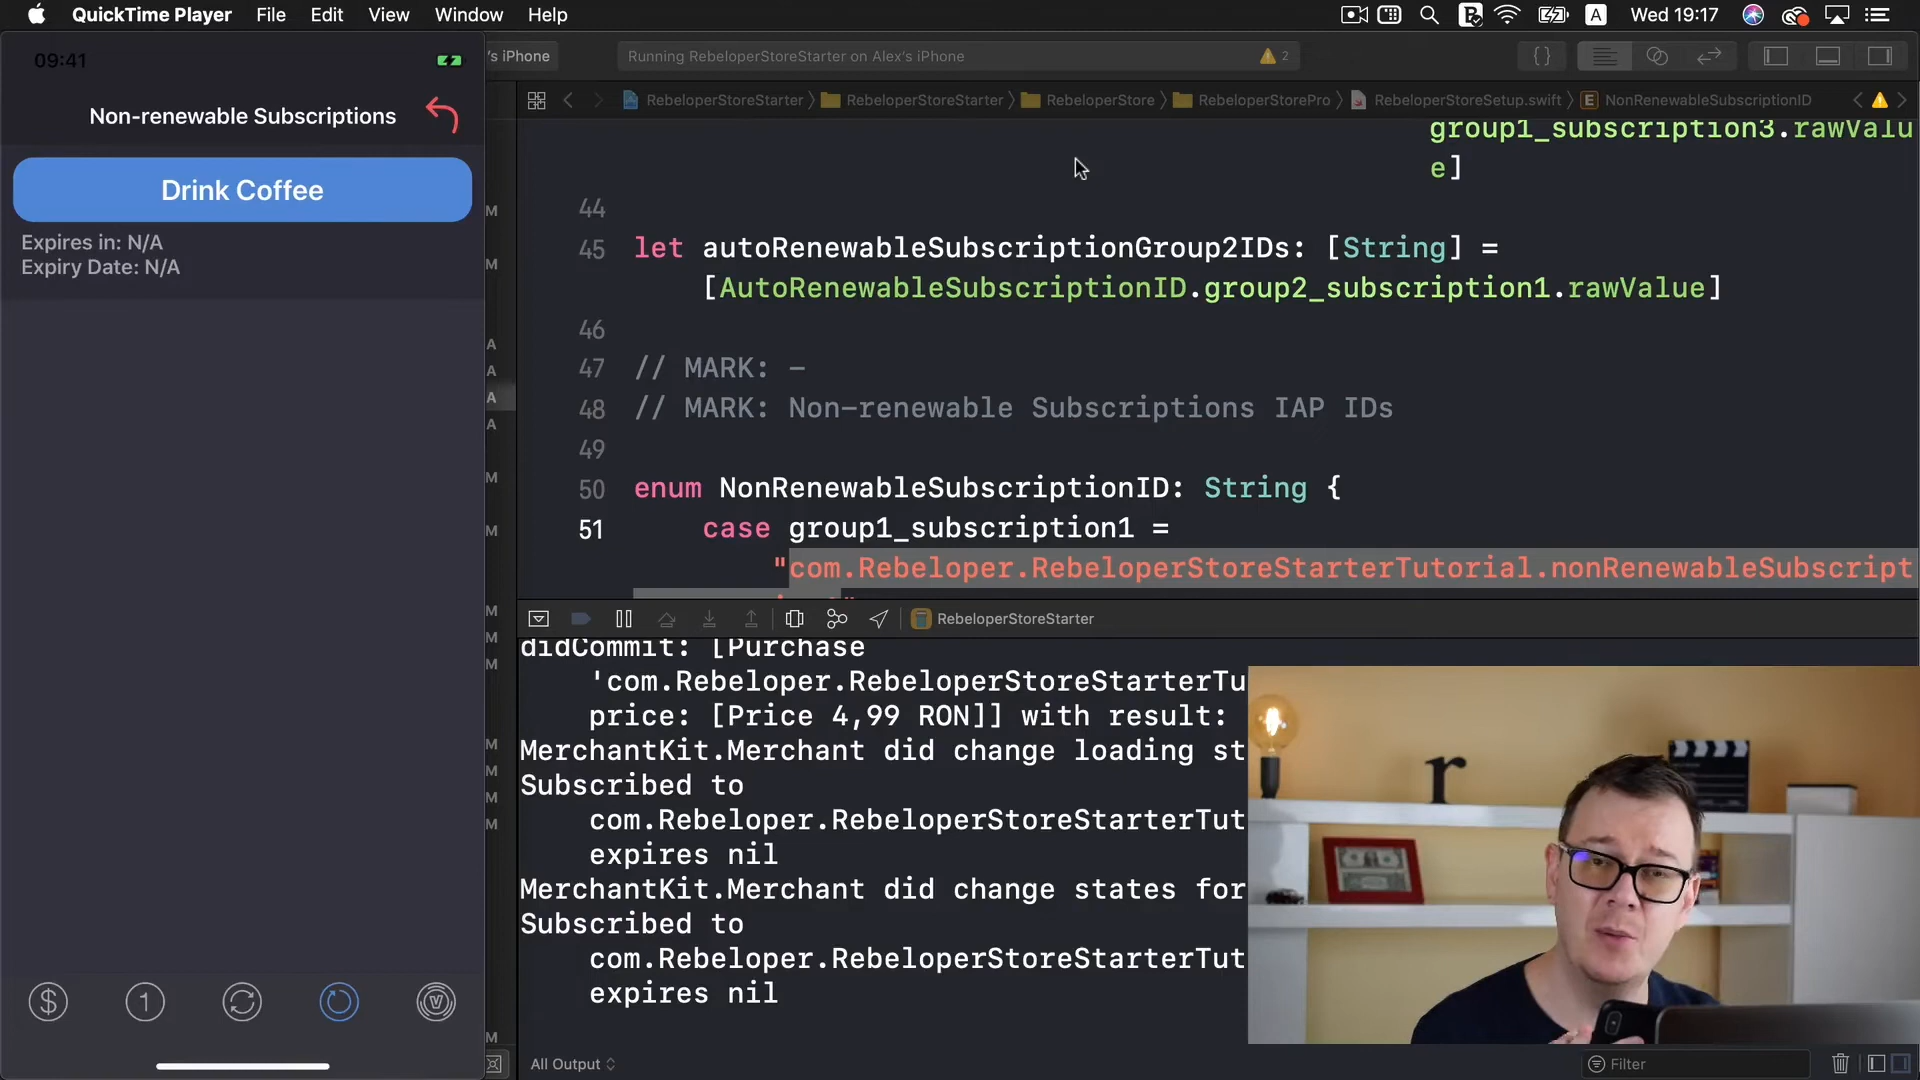 QuickTime Player File Edit View Window Help
A Wed 19:17
09:41
's iPhone
Running RebeloperStoreStarter on Alex's iPhone
2
{}
Non-renewable Subscriptions
Drink Coffee
Expires in: N/A
Expiry Date: N/A
$ 1
RebeloperStoreStarter RebeloperStoreStarter RebeloperStore RebeloperStorePro RebeloperStoreSetup.swift E NonRenewableSubscriptionID
group1_subscription3.rawValu
e]
44
45 let autoRenewableSubscriptionGroup2IDs: [String] =
[AutoRenewableSubscriptionID.group2_subscription1.rawValue]
46
47 // MARK: -
48 // MARK: Non-renewable Subscriptions IAP IDs
49
50 enum NonRenewableSubscriptionID: String {
51 case group1_subscription1 =
"com.Rebeloper.RebeloperStoreStarterTutorial.nonRenewableSubscript
RebeloperStoreStarter
didCommit: [Purchase
'com.Rebeloper.RebeloperStoreStarterTu
price: [Price 4,99 RON]] with result:
MerchantKit.Merchant did change loading st
Subscribed to
com.Rebeloper.RebeloperStoreStarterTut
expires nil
MerchantKit.Merchant did change states for
Subscribed to
com.Rebeloper.RebeloperStoreStarterTut
expires nil
All Output
Filter
r